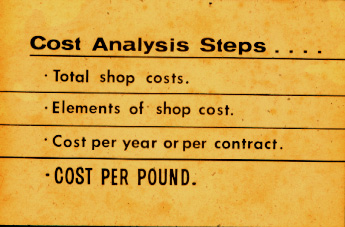 Cost Analysis Steps . . . .
· Total shop costs.
· Elements of shop cost.
· Cost per year or per contract.
· COST PER POUND.